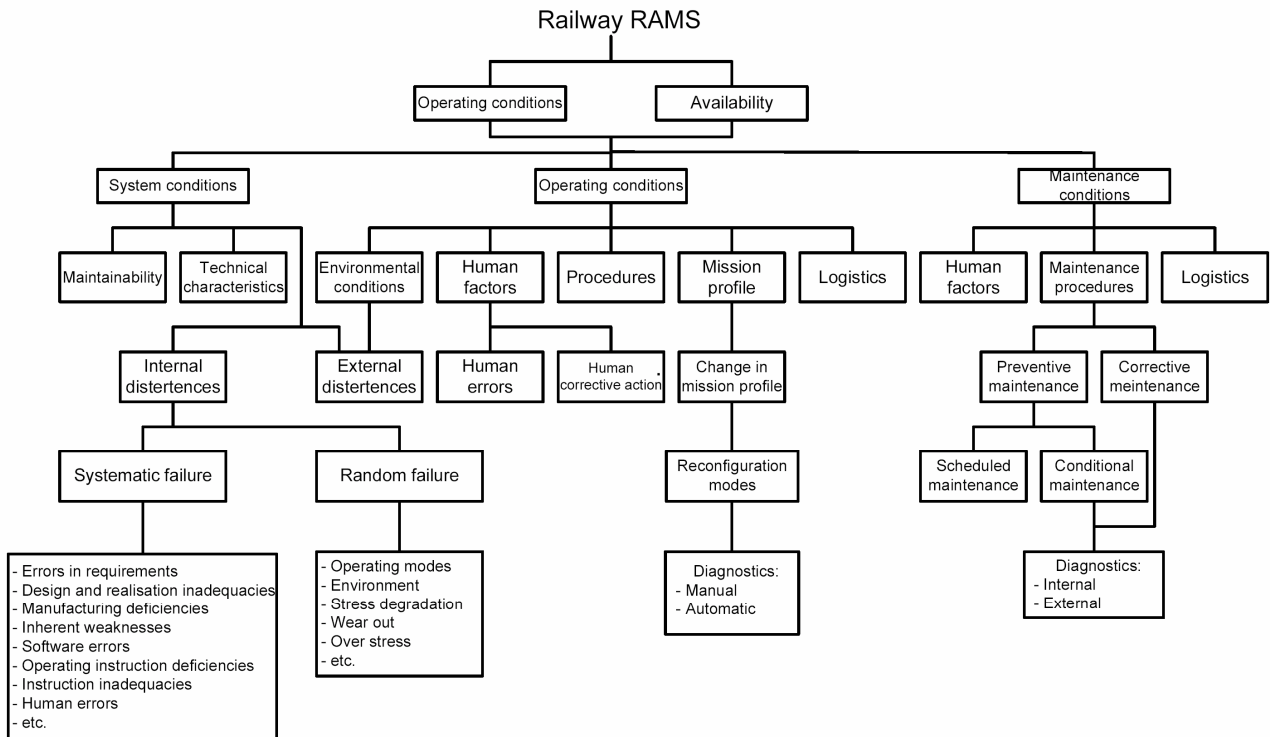 Railway RAMS
Operating conditions
Availability
System conditions
Operating conditions
Maintenance
conditions
Maintainability
Technical
characteristics
Environmental
conditions
Human
factors
Procedures
Mission
profile
Logistics
Human
factors
Maintenance
procedures
Logistics
Internal
distertences
External
distertences
Human
errors
Human
corrective action
Change in
mission profile
Preventive
maintenance
Corrective
meintenance
Systematic failure
Random failure
Reconfiguration
modes
Scheduled
maintenance
Conditional
maintenance
- Errors in requirements
- Design and realisation inadequacies
- Manufacturing deficiencies
- Inherent weaknesses
- Software errors
- Operating instruction deficiencies
- Instruction inadequacies
- Human errors
- etc.
- Operating modes
- Environment
- Stress degradation
- Wear out
- Over stress
- etc.
Diagnostics:
- Manual
- Automatic
Diagnostics:
- Internal
- External